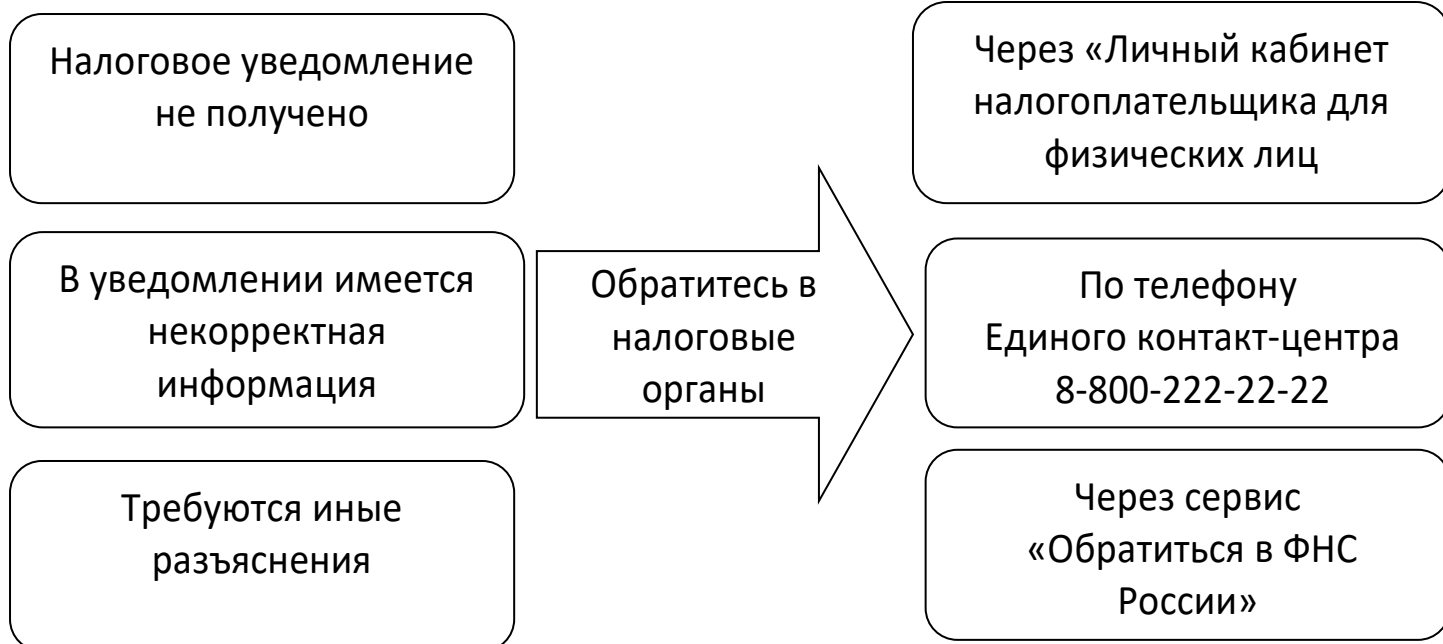 Налоговое уведомление
не получено
В уведомлении имеется
некорректная
информация
Требуются иные
разъяснения
Обратитесь в
налоговые
органы
Через «Личный кабинет
налогоплательщика для
физических лиц
По телефону
Единого контакт-центра
8-800-222-22-22
Через сервис
«Обратиться в ФНС
России»